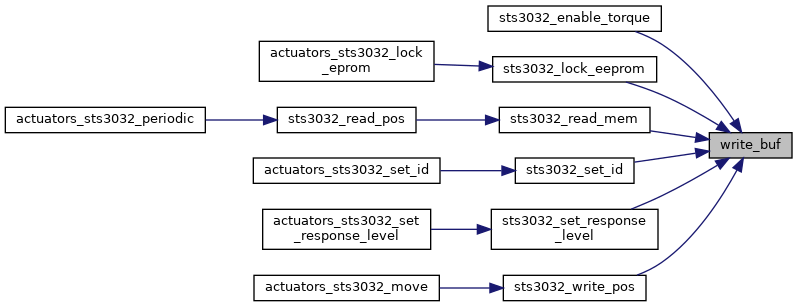 sts3032_enable_torque
actuators_sts3032_lock
_eprom
sts3032_lock_eeprom
actuators_sts3032_periodic
sts3032_read_pos
sts3032_read_mem
write_buf
actuators_sts3032_set_id
sts3032_set_id
actuators_sts3032_set
_response_level
sts3032_set_response
_level
actuators_sts3032_move
sts3032_write_pos